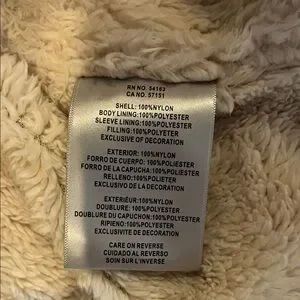 RN NO. 54163
CA NO. 57151
SHELL: 100%NYLON
BODY LINING:100%POLYESTER
SLEEVE LINING:100%POLYESTER
FILLING:100%POLYESTER
EXCLUSIVE OF DECORATION
EXTERIOR: 100%NYLON
FORRO DE CUERPO: 100%POLIESTER
FORRO DE LA CAPUCHA:100%POLIESTER
RELLENO:100%POLIETER
EXCLUSIVO DE LA DECORACION
EXTERIEUR:100%NYLON
DOUBLURE: 100%POLYESTER
DOUBLURE DU CAPUCHON:100%POLYESTER
RIPIENO:100%POLYESTER
EXCLUSIVITE DE DECORATION
CARE ON REVERSE
CUIDADO AL REVERSO
SOIN SUR L'INVERSE